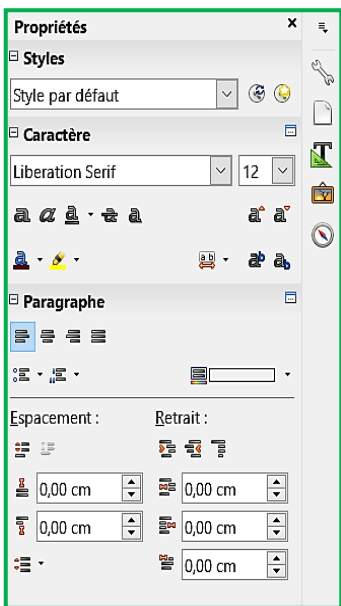 Propriétés
Styles
Style par défaut
Caractère
Liberation Serif 12
Paragraphe
Espacement : Retrait :
0,00 cm 0,00 cm
0,00 cm 0,00 cm
0,00 cm